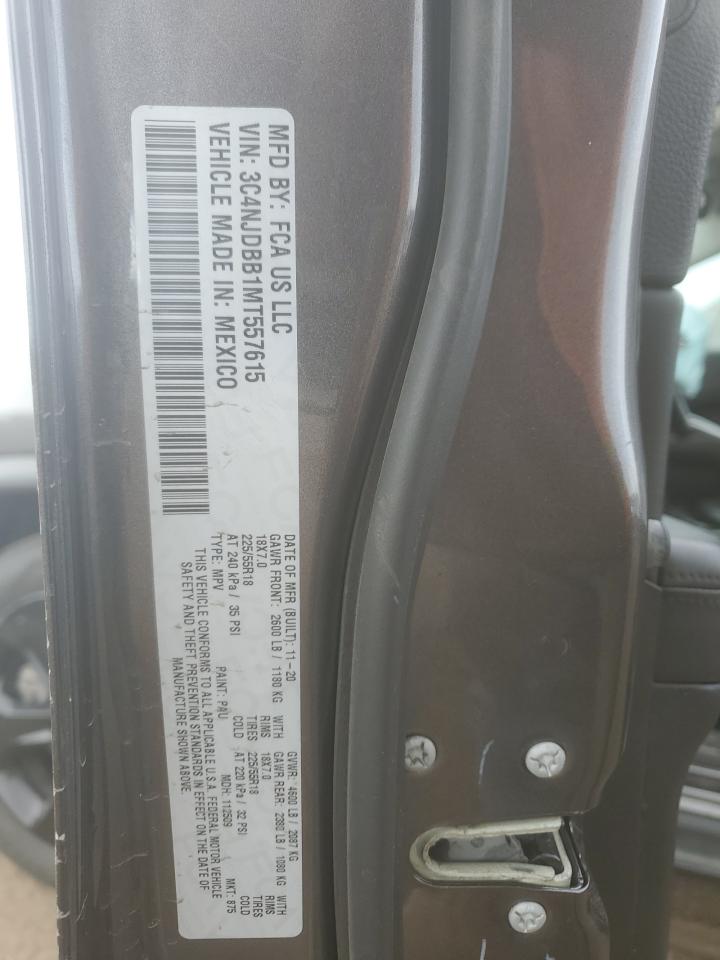 MFD BY: FCA US LLC
VIN: 3C4NJDBB1MT557615
VEHICLE MADE IN: MEXICO
DATE OF MFR (BUILT): 11-20 GVWR: 4600 LB / 2087 KG
GAWR FRONT: 2600 LB / 1180 KG WITH GAWR REAR: 2380 LB / 1080 KG WITH
18X7.0 RIMS 18X7.0 RIMS
225/55R18 TIRES 225/55R18 TIRES
AT 240 kPa / 35 PSI COLD AT 220 kPa / 32 PSI COLD
TYPE: MPV PAINT: PAU MDH: 112509 MKT: 875
THIS VEHICLE CONFORMS TO ALL APPLICABLE U.S.A. FEDERAL MOTOR VEHICLE
SAFETY AND THEFT PREVENTION STANDARDS IN EFFECT ON THE DATE OF
MANUFACTURE SHOWN ABOVE.